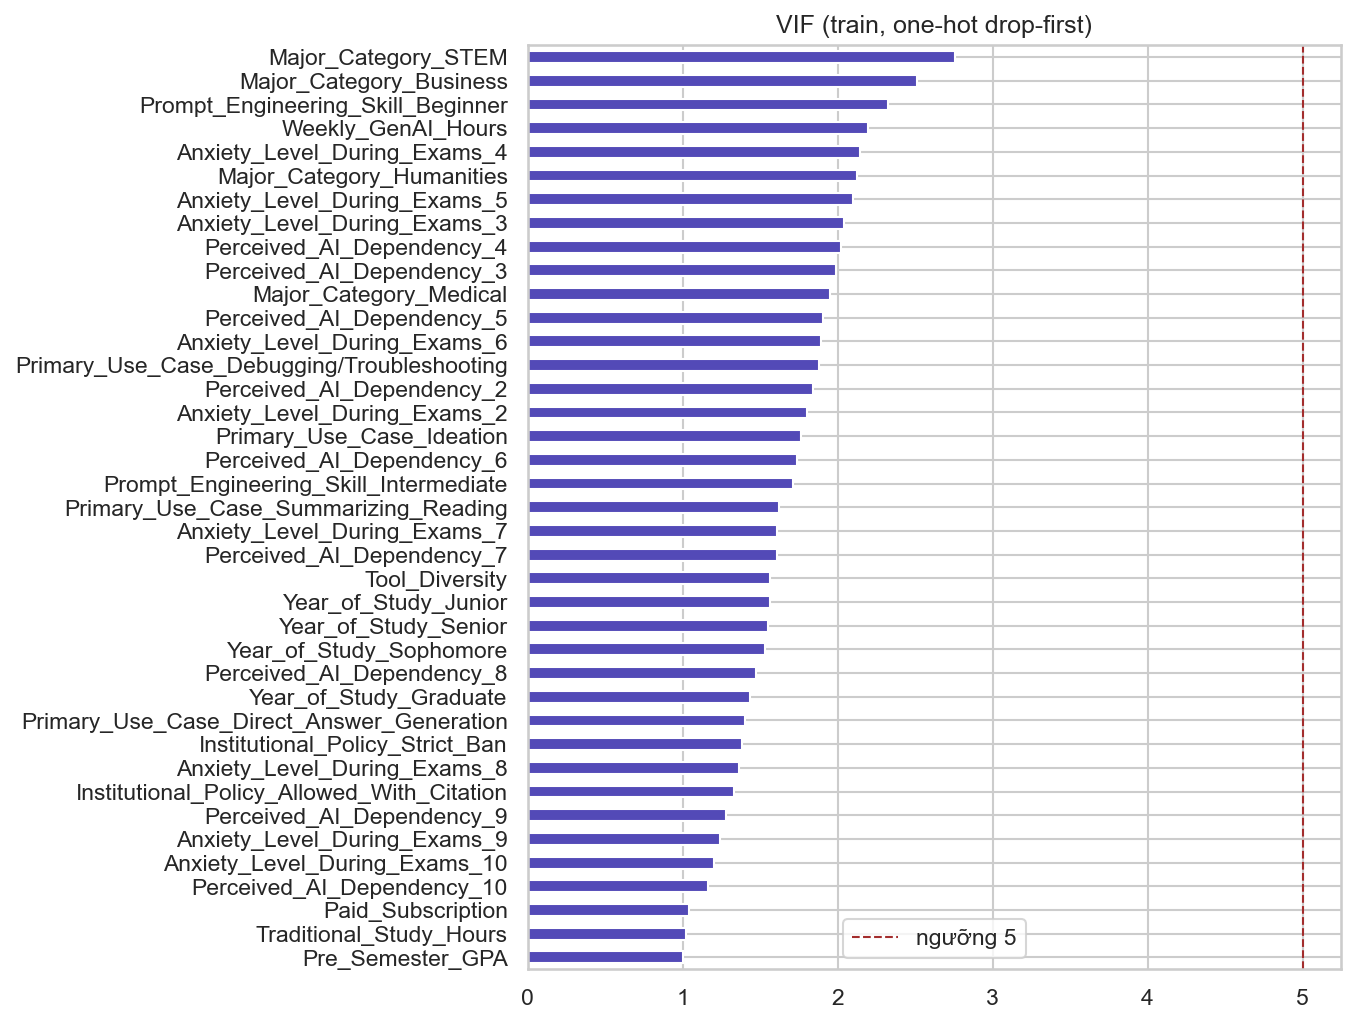 VIF (train, one-hot drop-first)
Major_Category_STEM
Major_Category_Business
Prompt_Engineering_Skill_Beginner
Weekly_GenAI_Hours
Anxiety_Level_During_Exams_4
Major_Category_Humanities
Anxiety_Level_During_Exams_5
Anxiety_Level_During_Exams_3
Perceived_AI_Dependency_4
Perceived_AI_Dependency_3
Major_Category_Medical
Perceived_AI_Dependency_5
Anxiety_Level_During_Exams_6
Primary_Use_Case_Debugging/Troubleshooting
Perceived_AI_Dependency_2
Anxiety_Level_During_Exams_2
Primary_Use_Case_Ideation
Perceived_AI_Dependency_6
Prompt_Engineering_Skill_Intermediate
Primary_Use_Case_Summarizing_Reading
Anxiety_Level_During_Exams_7
Perceived_AI_Dependency_7
Tool_Diversity
Year_of_Study_Junior
Year_of_Study_Senior
Year_of_Study_Sophomore
Perceived_AI_Dependency_8
Year_of_Study_Graduate
Primary_Use_Case_Direct_Answer_Generation
Institutional_Policy_Strict_Ban
Anxiety_Level_During_Exams_8
Institutional_Policy_Allowed_With_Citation
Perceived_AI_Dependency_9
Anxiety_Level_During_Exams_9
Anxiety_Level_During_Exams_10
Perceived_AI_Dependency_10
Paid_Subscription
Traditional_Study_Hours
Pre_Semester_GPA
ngưỡng 5
0 1 2 3 4 5